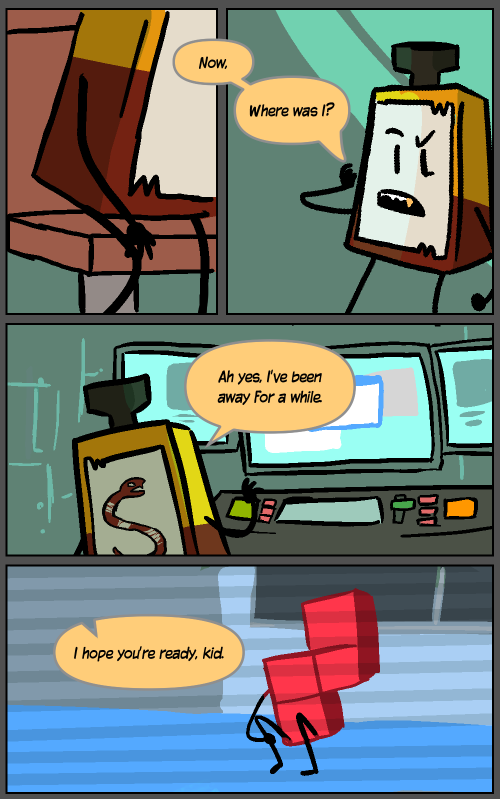 Now,
Where was I?
Ah yes, I've been
away for a while.
I hope you're ready, kid.